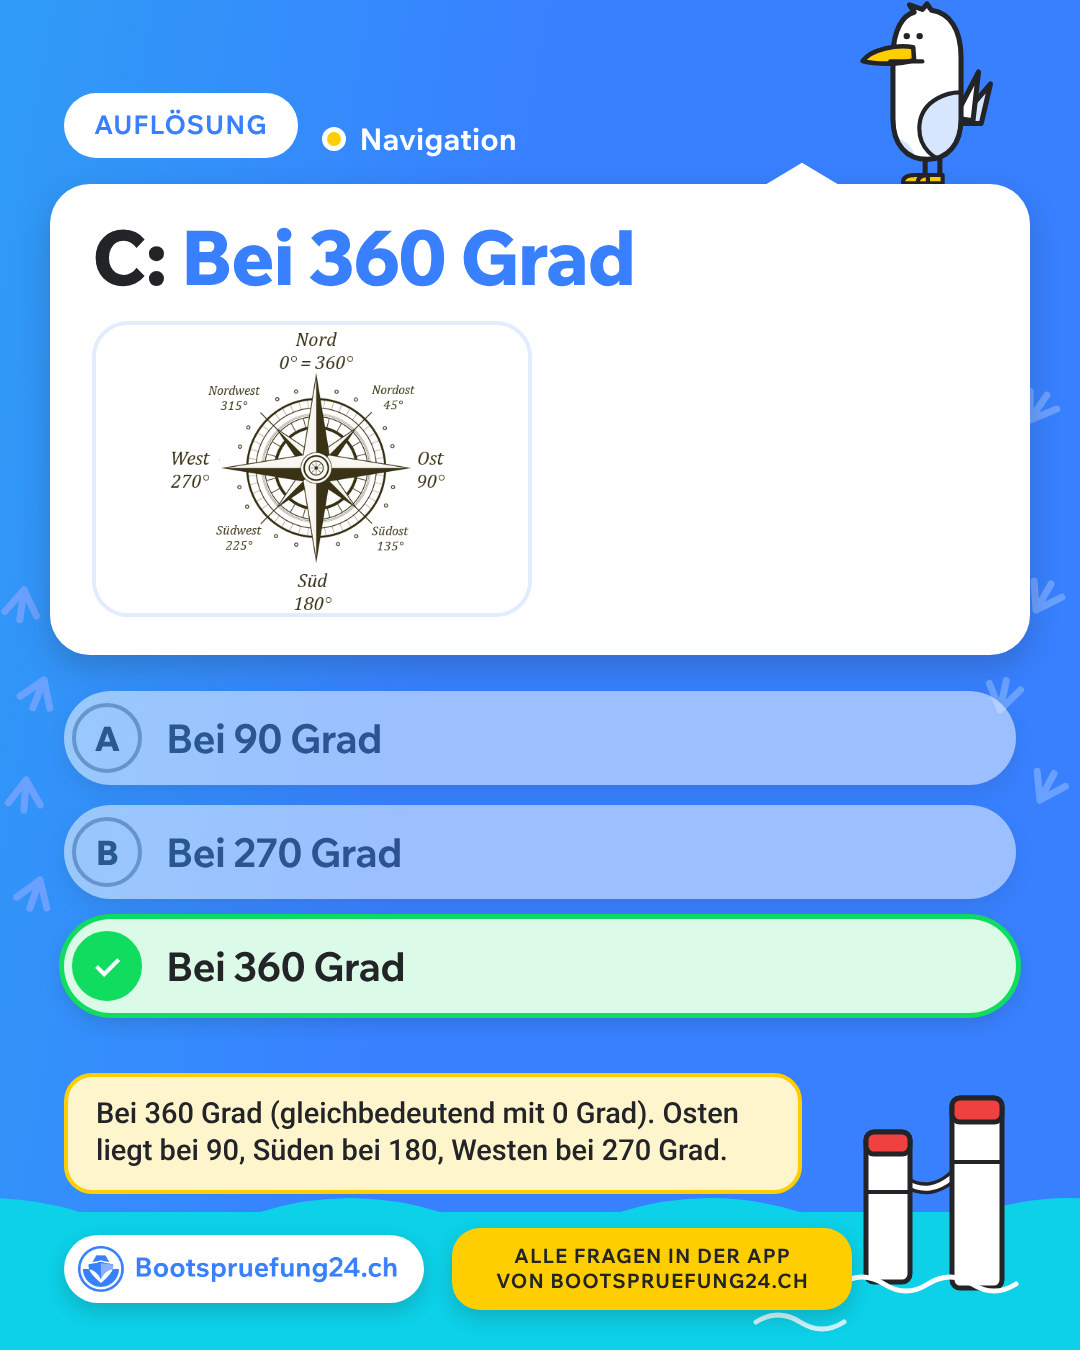 AUFLÖSUNG
Navigation
C: Bei 360 Grad
Nord
0° = 360°
Nordwest
315°
Nordost
45°
West
270°
Ost
90°
Südwest
225°
Südost
135°
Süd
180°
A Bei 90 Grad
B Bei 270 Grad
Bei 360 Grad
Bei 360 Grad (gleichbedeutend mit 0 Grad). Osten
liegt bei 90, Süden bei 180, Westen bei 270 Grad.
Bootspruefung24.ch
ALLE FRAGEN IN DER APP
VON BOOTSPRUEFUNG24.CH